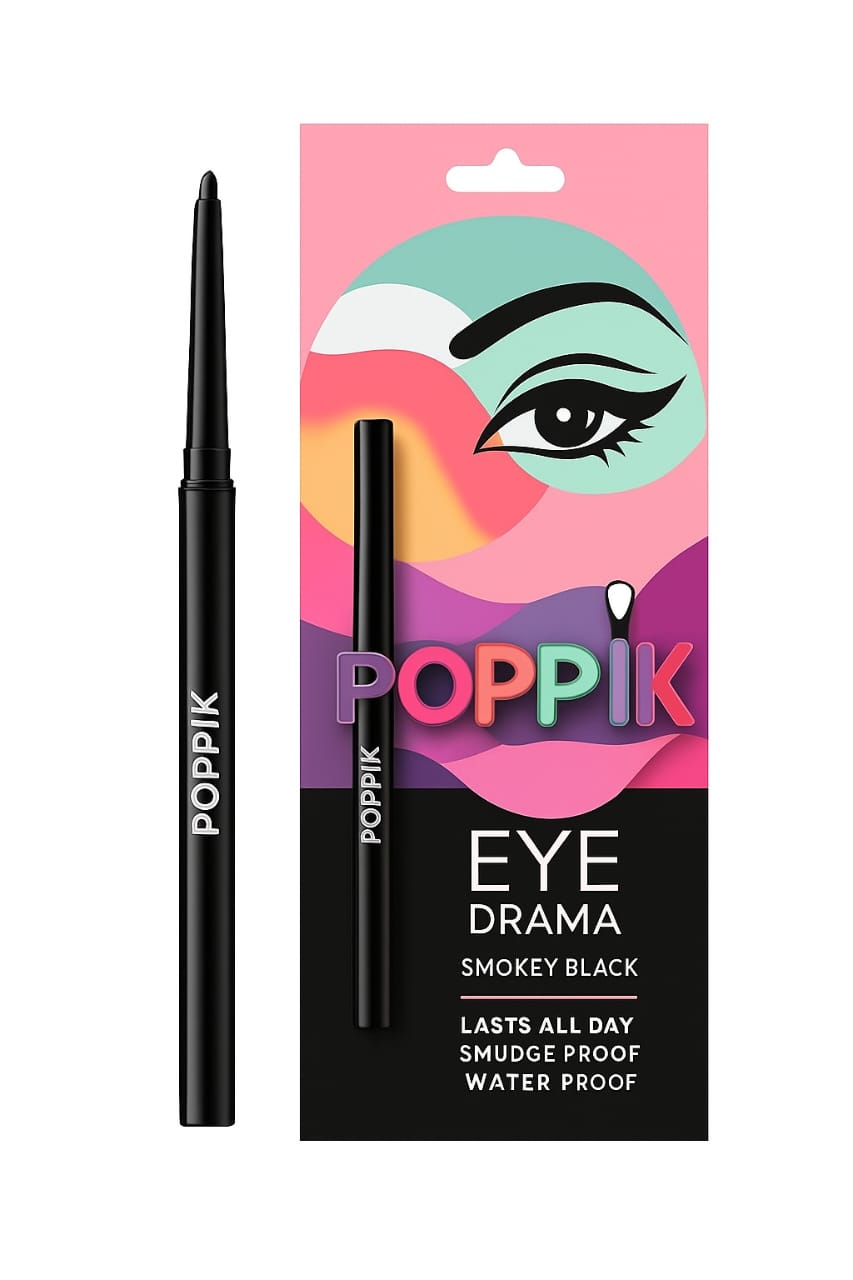 POPPIK
POPPIK
POPPIK
EYE
DRAMA
SMOKEY BLACK
LASTS ALL DAY
SMUDGE PROOF
WATER PROOF